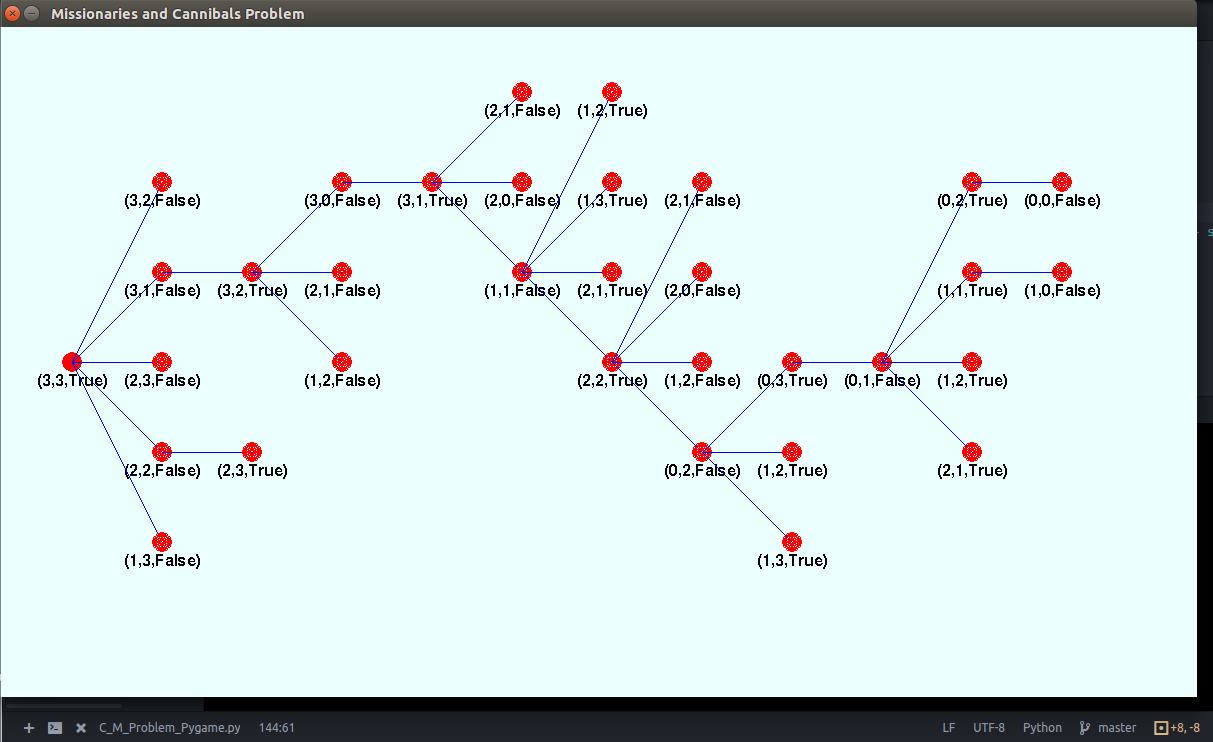 Missionaries and Cannibals Problem
(2,1,False) (1,2,True)
(3,2,False) (3,0,False) (3,1,True) (2,0,False) (1,3,True) (2,1,False) (0,2,True) (0,0,False)
(3,1,False) (3,2,True) (2,1,False) (1,1,False) (2,1,True) (2,0,False) (1,1,True) (1,0,False)
(3,3,True) (2,3,False) (1,2,False) (2,2,True) (1,2,False) (0,3,True) (0,1,False) (1,2,True)
(2,2,False) (2,3,True) (0,2,False) (1,2,True) (2,1,True)
(1,3,False) (1,3,True)
C_M_Problem_Pygame.py 144:61 LF UTF-8 Python master +8, -8